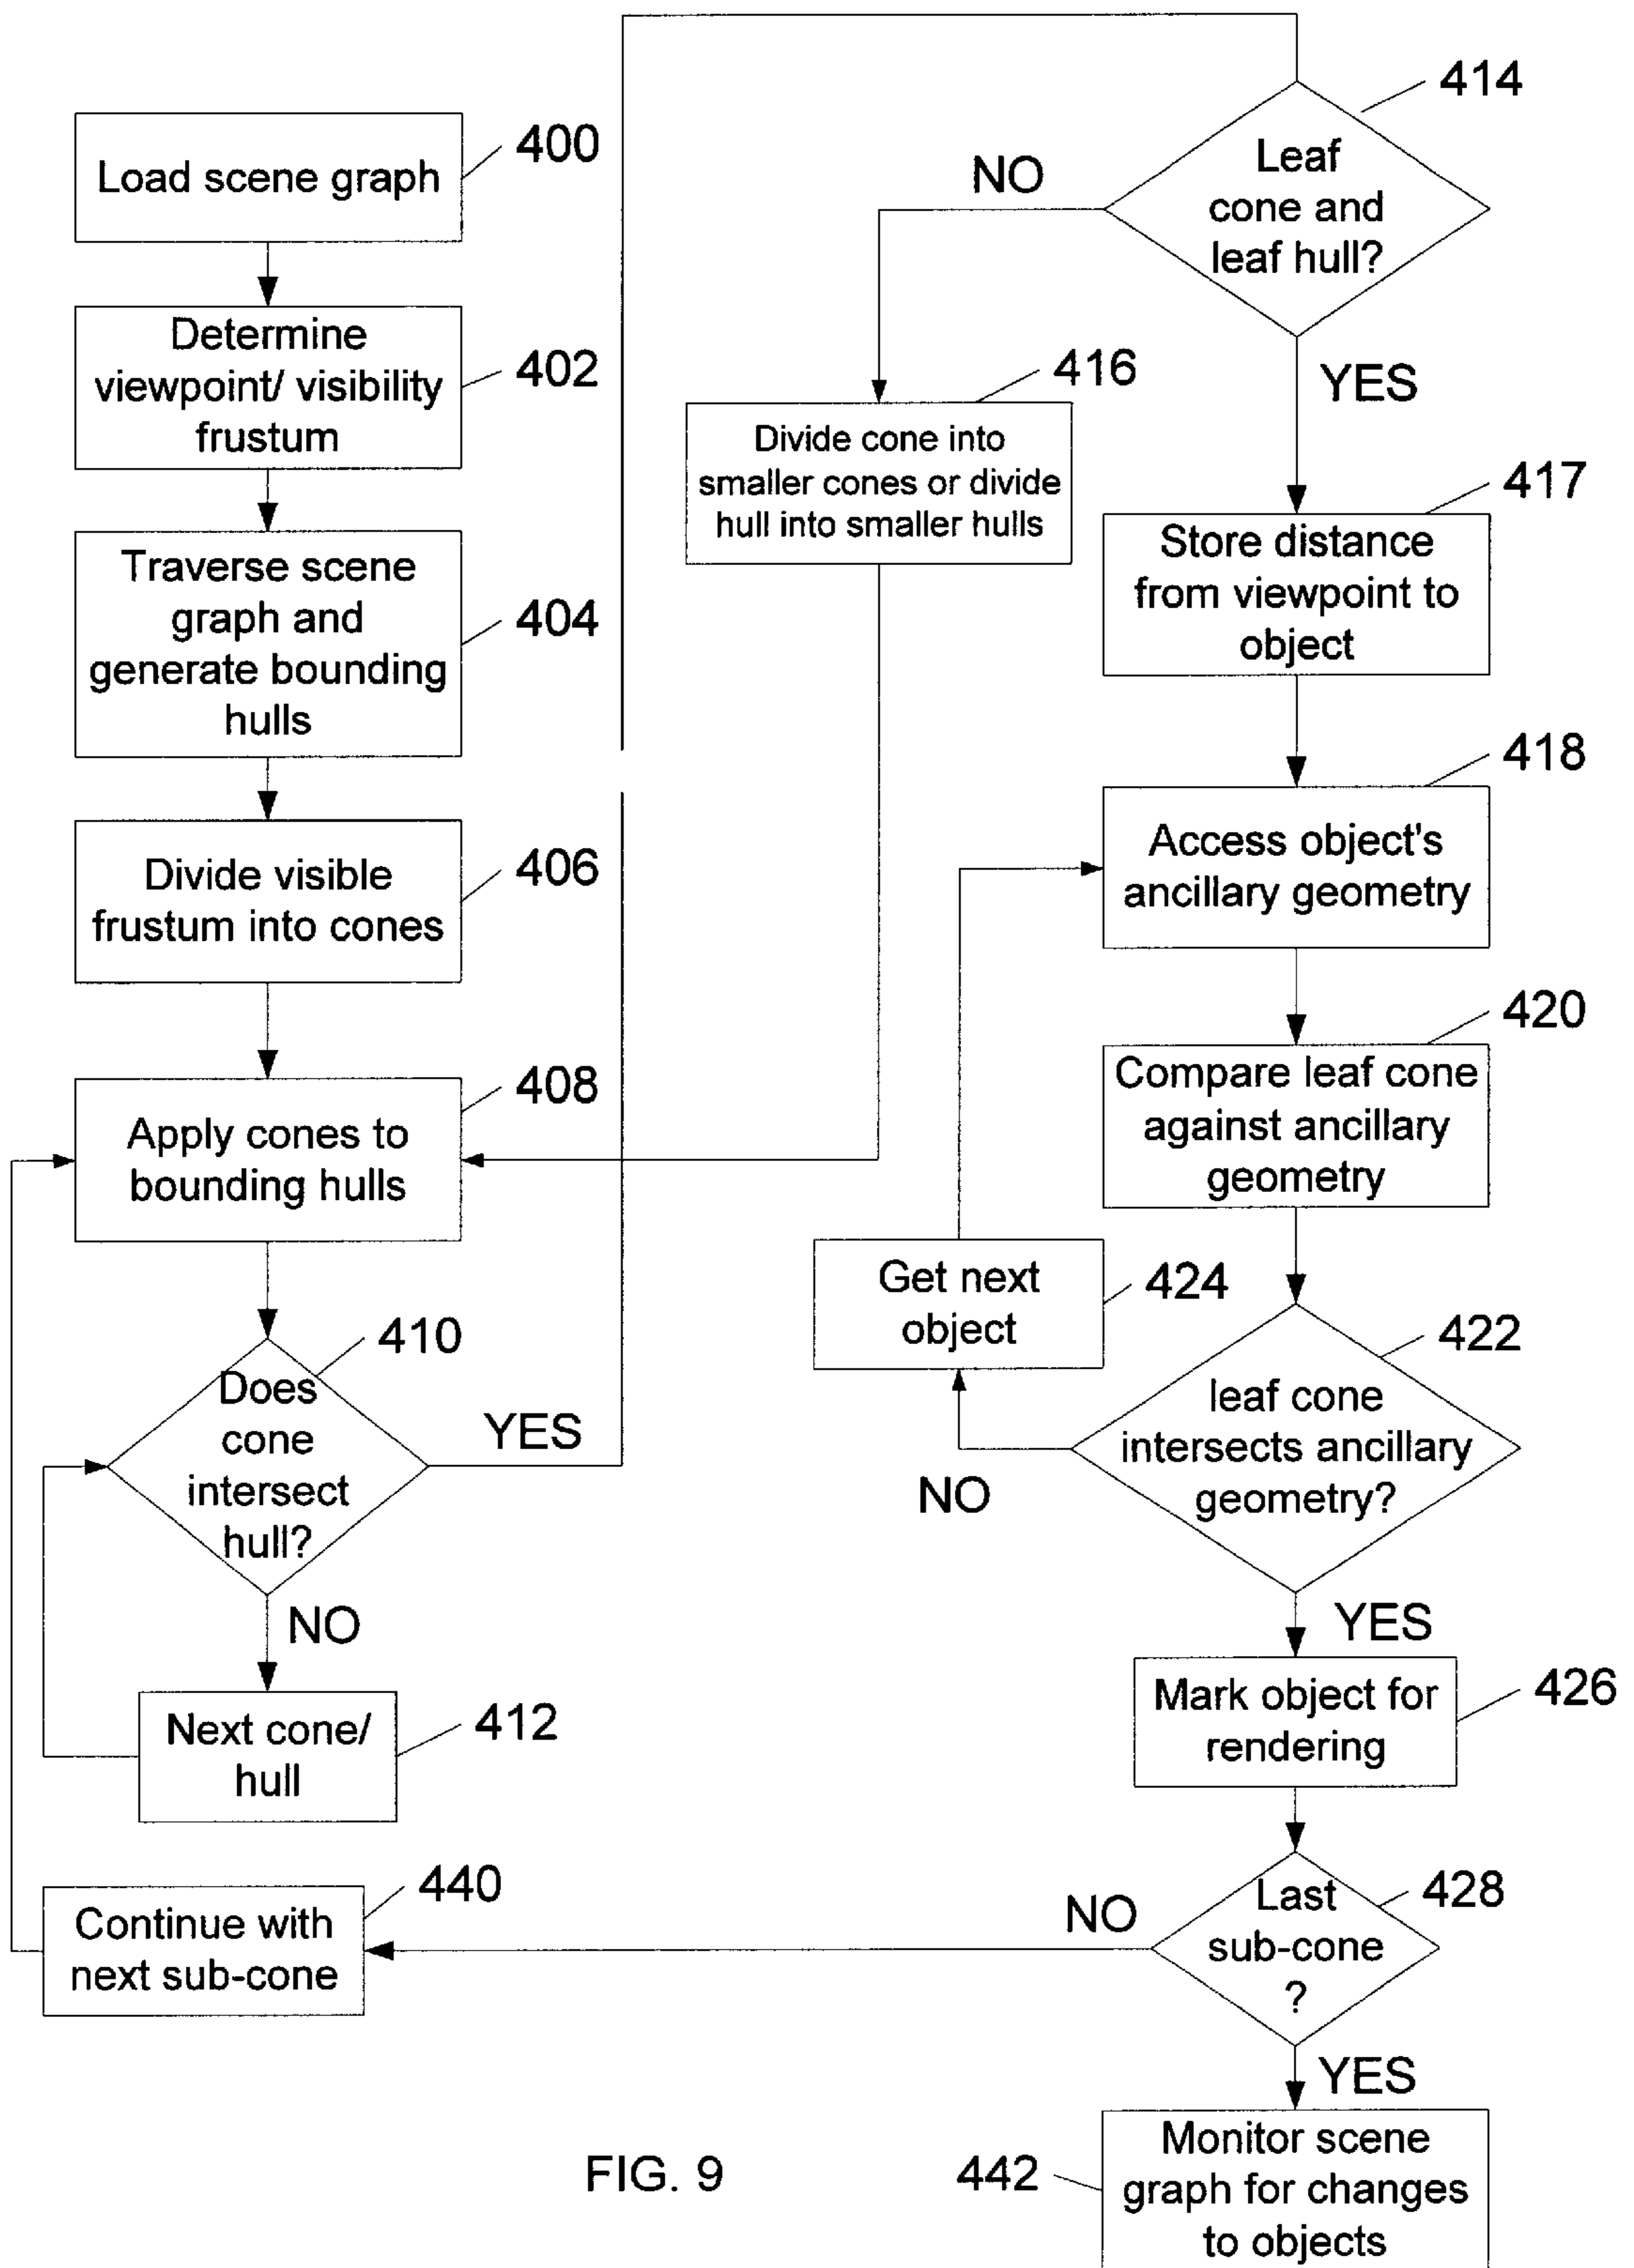 400
Load scene graph
Determine
viewpoint/ visibility
frustum
402
Traverse scene
graph and
generate bounding
hulls
404
Divide visible
frustum into cones
406
Apply cones to
bounding hulls
408
Does
cone
intersect
hull?
410
YES
NO
Next cone/
hull
412
Continue with
next sub-cone
440
Leaf
cone and
leaf hull?
414
NO
YES
Divide cone into
smaller cones or divide
hull into smaller hulls
416
Store distance
from viewpoint to
object
417
Access object's
ancillary geometry
418
Compare leaf cone
against ancillary
geometry
420
leaf cone
intersects ancillary
geometry?
422
NO
Get next
object
424
YES
Mark object for
rendering
426
Last
sub-cone
?
428
NO
YES
Monitor scene
graph for changes
to objects
442
FIG. 9